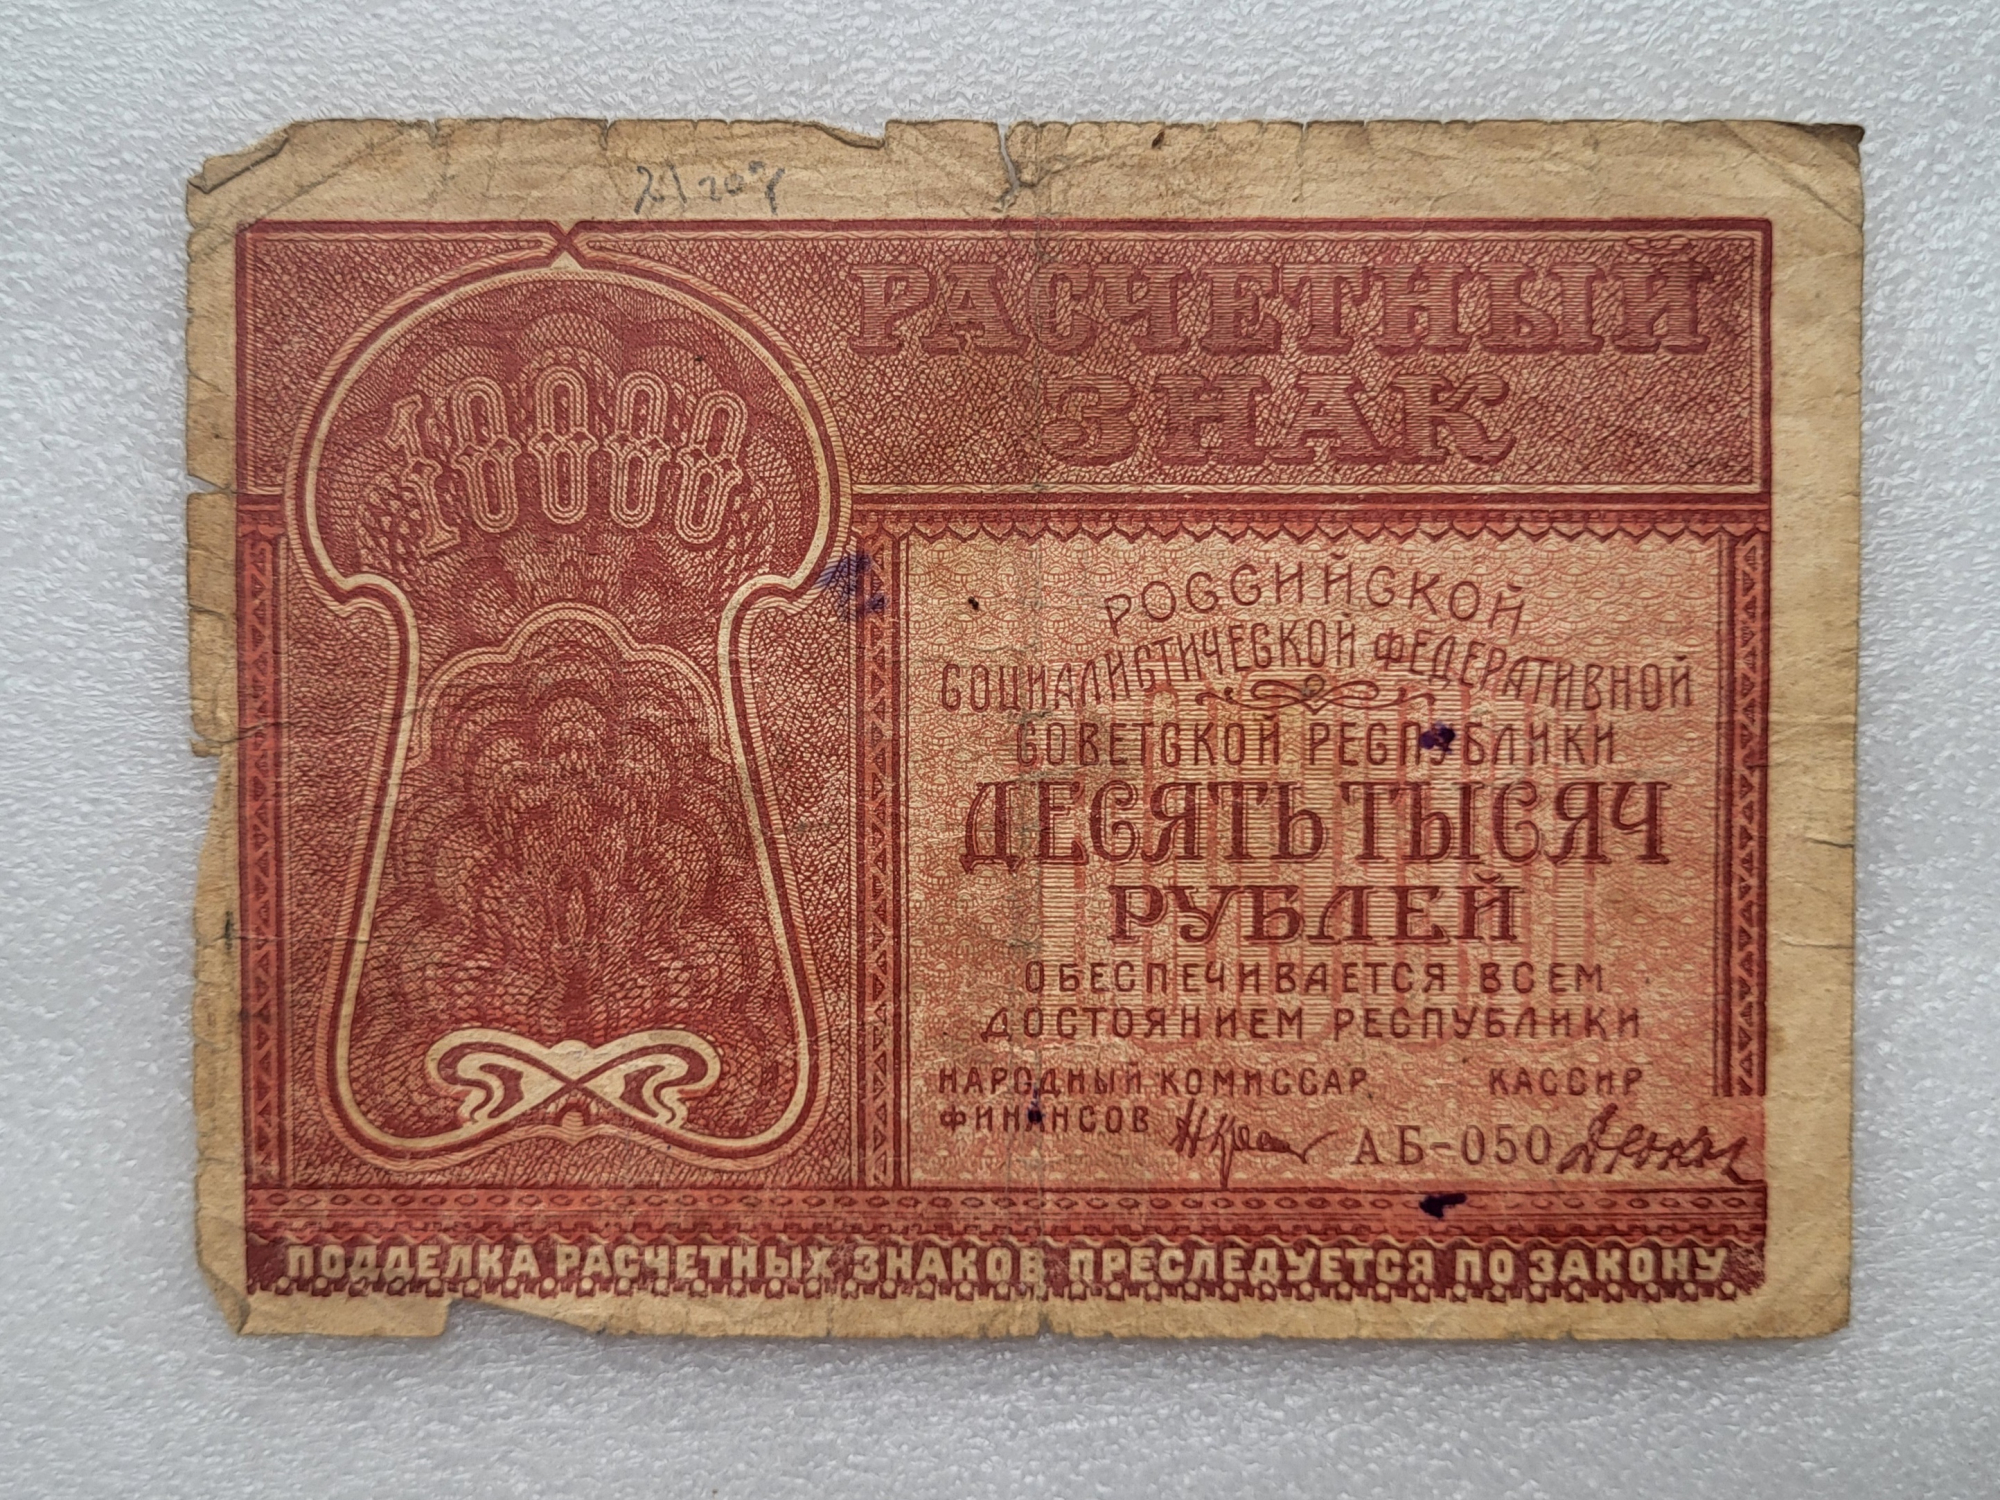 РАСЧЕТНЫЙ
ЗНАК
10000
РОССИЙСКОЙ
СОЦИАЛИСТИЧЕСКОЙ ФЕДЕРАТИВНОЙ
СОВЕТСКОЙ РЕСПУБЛИКИ
ДЕСЯТЬ ТЫСЯЧ
РУБЛЕЙ
ОБЕСПЕЧИВАЕТСЯ ВСЕМ
ДОСТОЯНИЕМ РЕСПУБЛИКИ
НАРОДНЫЙ КОМИССАР КАССИР
ФИНАНСОВ АБ-050
ПОДДЕЛКА РАСЧЕТНЫХ ЗНАКОВ ПРЕСЛЕДУЕТСЯ ПО ЗАКОНУ